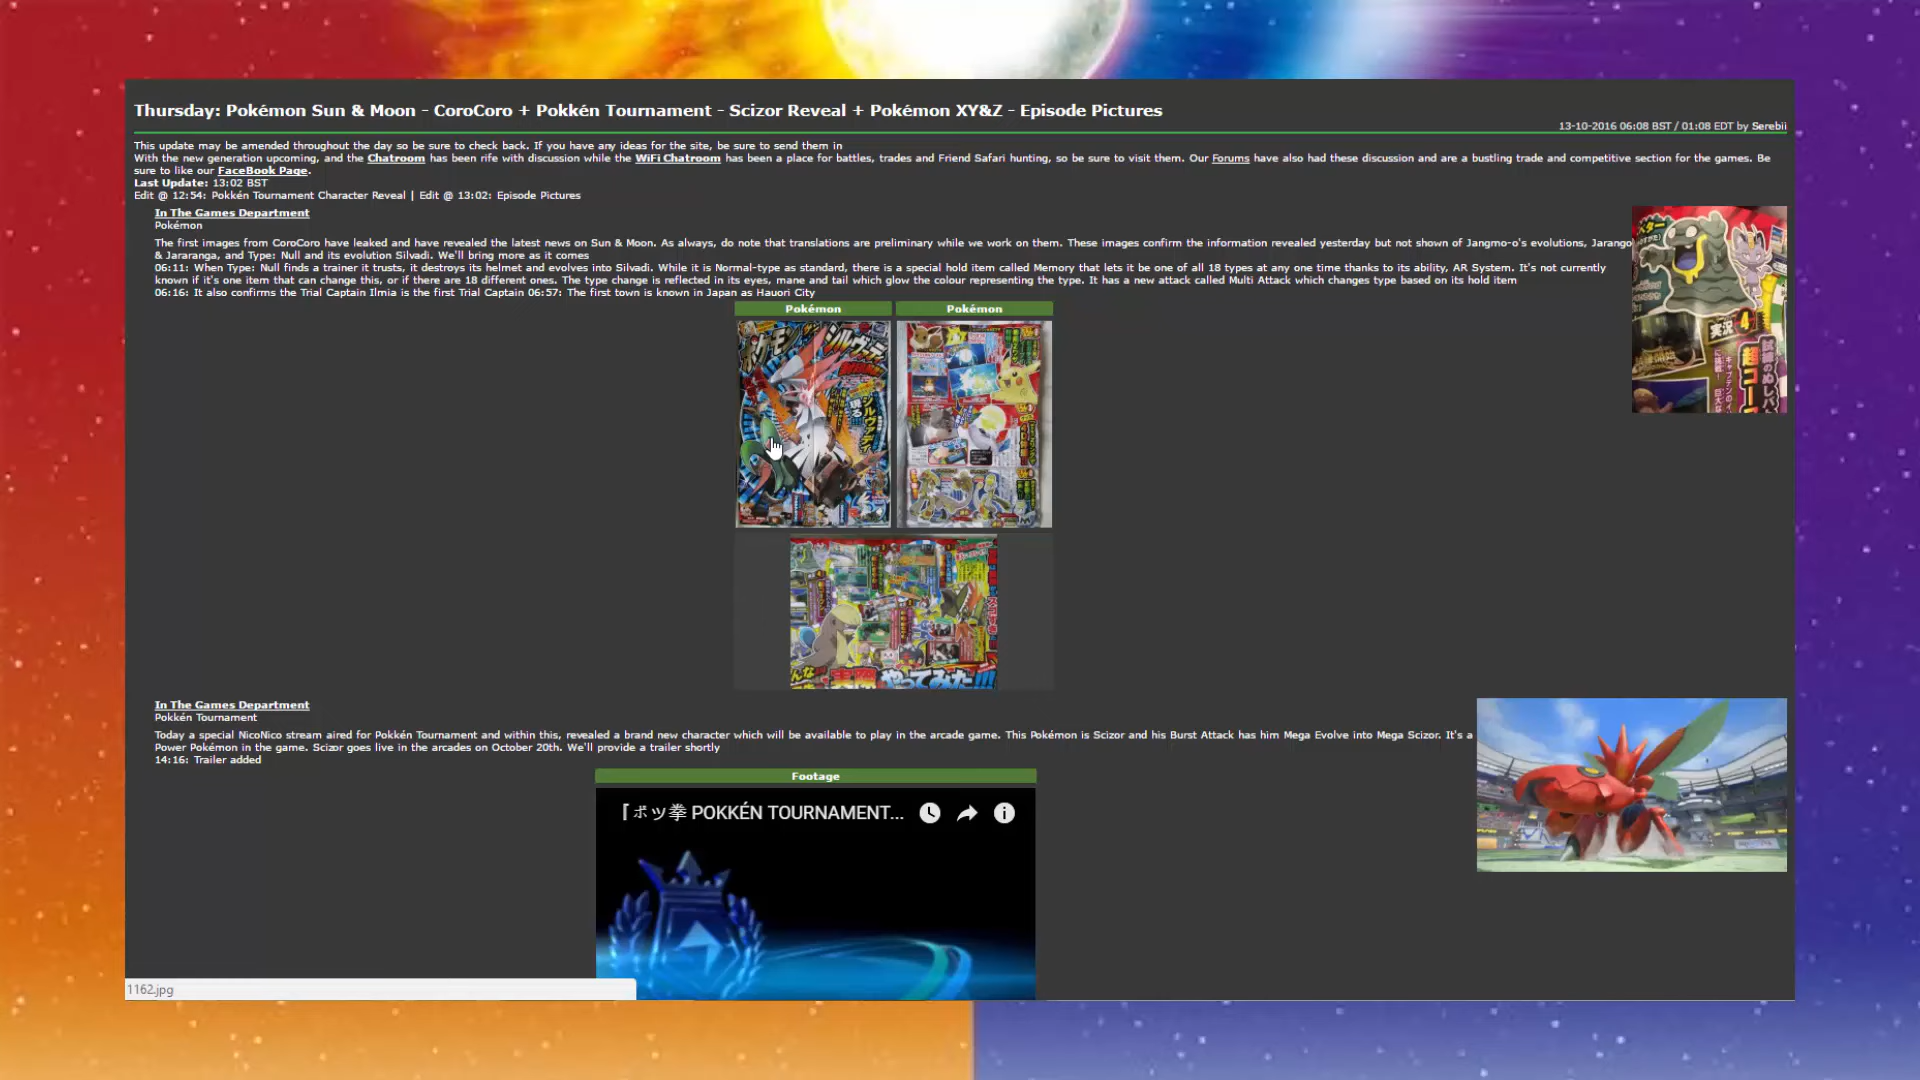 Thursday: Pokémon Sun & Moon - CoroCoro + Pokkén Tournament - Scizor Reveal + Pokémon XY&Z - Episode Pictures
13-10-2016 06:08 BST / 01:08 EDT by Serebii
This update may be amended throughout the day so be sure to check back. If you have any ideas for the site, be sure to send them in
With the new generation upcoming, and the Chatroom has been rife with discussion while the WiFi Chatroom has been a place for battles, trades and Friend Safari hunting, so be sure to visit them. Our Forums have also had these discussion and are a bustling trade and competitive section for the games. Be
sure to like our FaceBook Page.
Last Update: 13:02 BST
Edit @ 12:54: Pokkén Tournament Character Reveal | Edit @ 13:02: Episode Pictures
In The Games Department
Pokémon
The first images from CoroCoro have leaked and have revealed the latest news on Sun & Moon. As always, do note that translations are preliminary while we work on them. These images confirm the information revealed yesterday but not shown of Jangmo-o's evolutions, Jarango
& Jararanga, and Type: Null and its evolution Silvadi. We'll bring more as it comes
06:11: When Type: Null finds a trainer it trusts, it destroys its helmet and evolves into Silvadi. While it is Normal-type as standard, there is a special hold item called Memory that lets it be one of all 18 types at any one time thanks to its ability, AR System. It's not currently
known if it's one item that can change this, or if there are 18 different ones. The type change is reflected in its eyes, mane and tail which glow the colour representing the type. It has a new attack called Multi Attack which changes type based on its hold item
06:16: It also confirms the Trial Captain Ilmia is the first Trial Captain 06:57: The first town is known in Japan as Hauori City
Pokémon
Pokémon
ポケモン
シルヴァディ
実況
In The Games Department
Pokkén Tournament
Today a special NicoNico stream aired for Pokkén Tournament and within this, revealed a brand new character which will be available to play in the arcade game. This Pokémon is Scizor and his Burst Attack has him Mega Evolve into Mega Scizor. It's a
Power Pokémon in the game. Scizor goes live in the arcades on October 20th. We'll provide a trailer shortly
14:16: Trailer added
Footage
『ポッ拳 POKKÉN TOURNAMENT...
1162.jpg